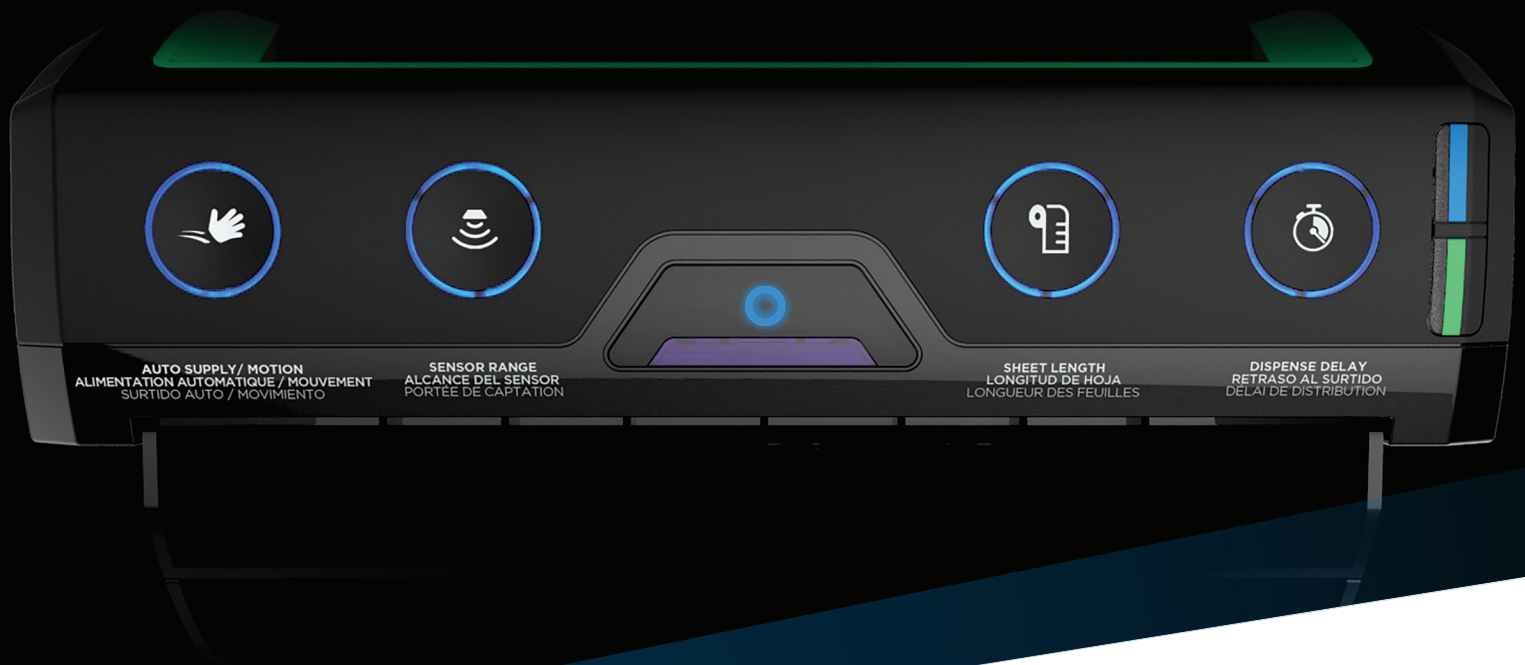 AUTO SUPPLY/ MOTION
ALIMENTATION AUTOMATIQUE / MOUVEMENT
SURTIDO AUTO / MOVIMIENTO
SENSOR RANGE
ALCANCE DEL SENSOR
PORTÉE DE CAPTATION
SHEET LENGTH
LONGITUD DE HOJA
LONGUEUR DES FEUILLES
DISPENSE DELAY
RETRASO AL SURTIDO
DÉLAI DE DISTRIBUTION